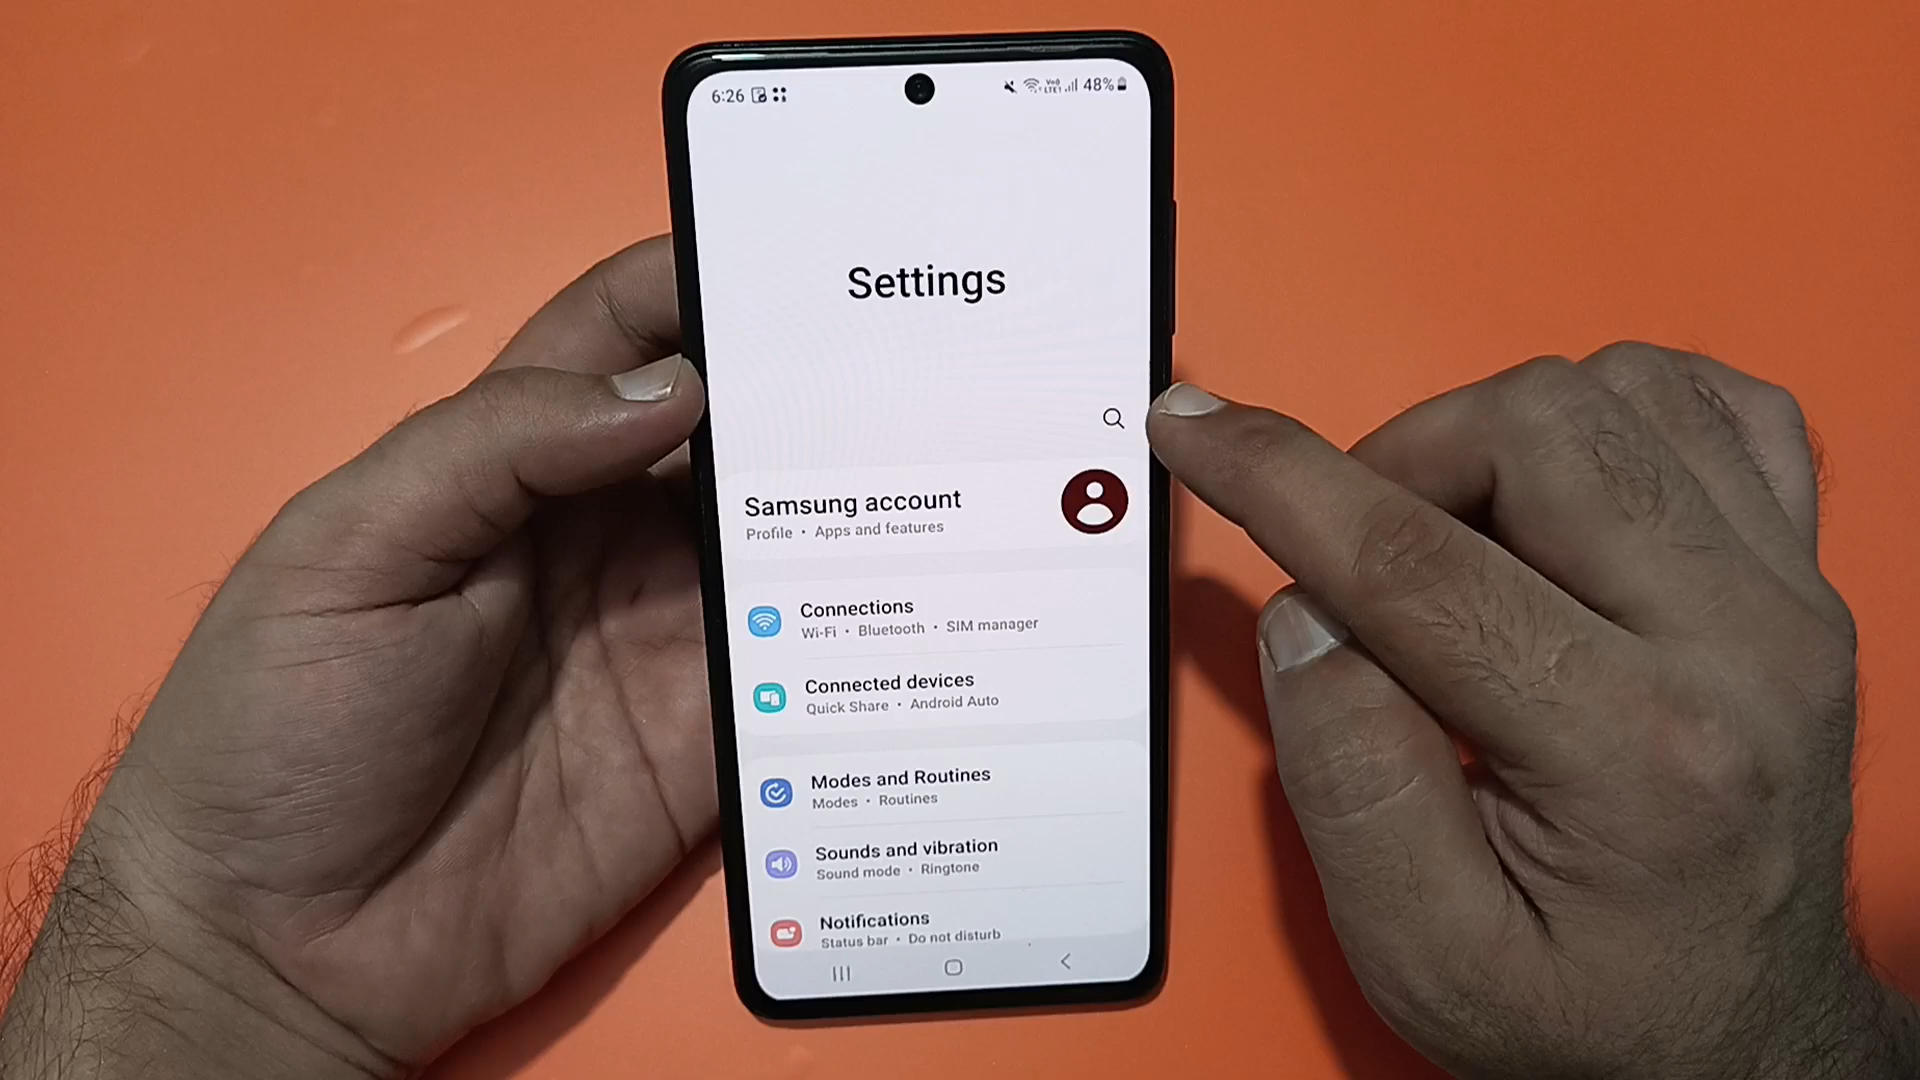 6:26 48%
Settings
Samsung account
Profile • Apps and features
Connections
Wi-Fi • Bluetooth • SIM manager
Connected devices
Quick Share • Android Auto
Modes and Routines
Modes • Routines
Sounds and vibration
Sound mode • Ringtone
Notifications
Status bar • Do not disturb